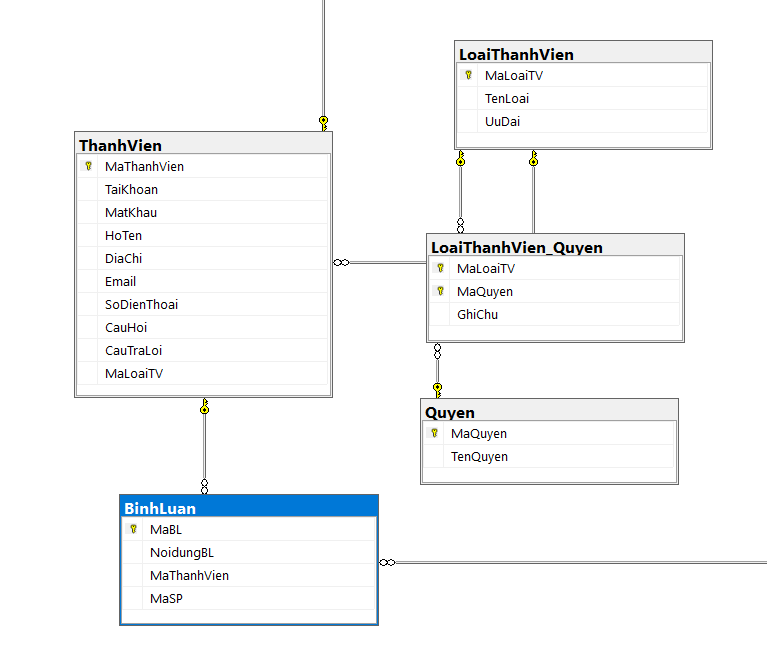 LoaiThanhVien
MaLoaiTV
TenLoai
UuDai
ThanhVien
MaThanhVien
TaiKhoan
MatKhau
HoTen
DiaChi
Email
SoDienThoai
CauHoi
CauTraLoi
MaLoaiTV
LoaiThanhVien_Quyen
MaLoaiTV
MaQuyen
GhiChu
Quyen
MaQuyen
TenQuyen
BinhLuan
MaBL
NoidungBL
MaThanhVien
MaSP